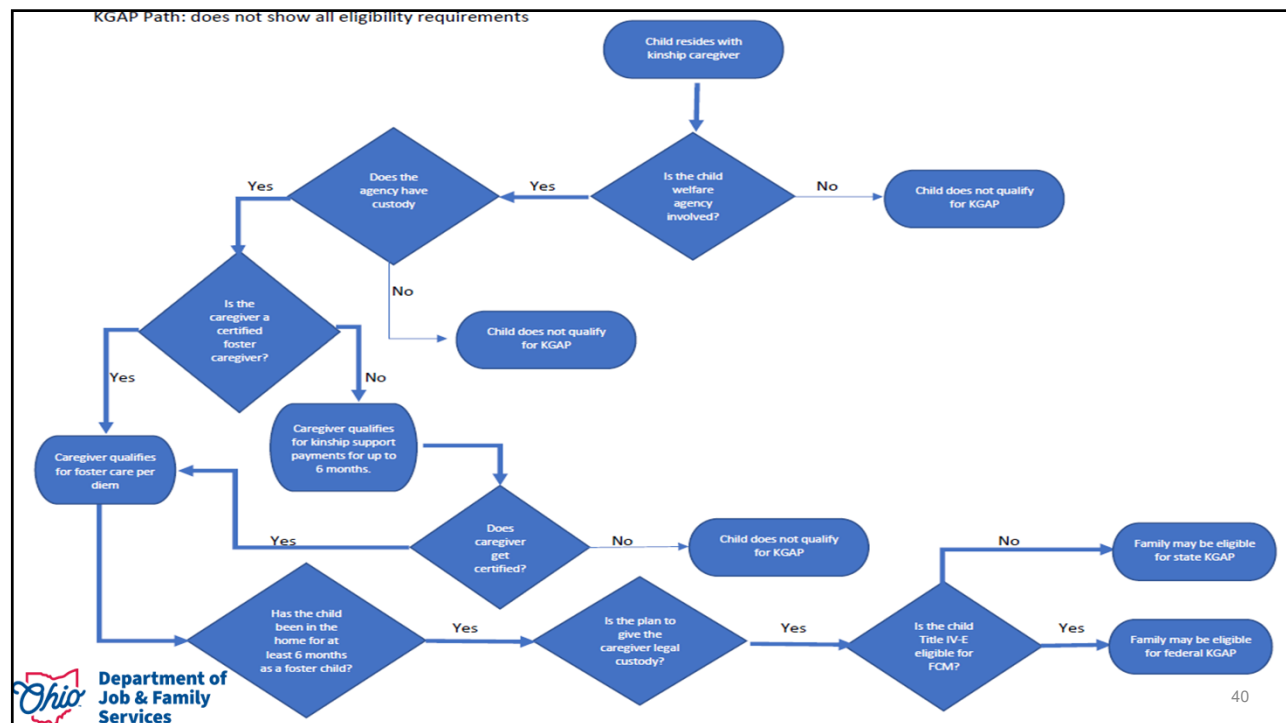 KGAP Path: does not show all eligibility requirements
Child resides with
kinship caregiver
Is the child
welfare
agency
involved?
No
Child does not qualify
for KGAP
Yes
Does the
agency have
custody
No
Child does not qualify
for KGAP
Yes
Is the
caregiver a
certified
foster
caregiver?
Yes
No
Caregiver qualifies
for foster care per
diem
Caregiver qualifies
for kinship support
payments for up to
6 months.
Does
caregiver
get
certified?
Yes
No
Child does not qualify
for KGAP
Has the child
been in the
home for at
least 6 months
as a foster child?
Yes
Is the plan to
give the
caregiver legal
custody?
Yes
Is the child
Title IV-E
eligible for
FCM?
No
Family may be eligible
for state KGAP
Yes
Family may be eligible
for federal KGAP
Ohio
Department of
Job & Family
Services
40